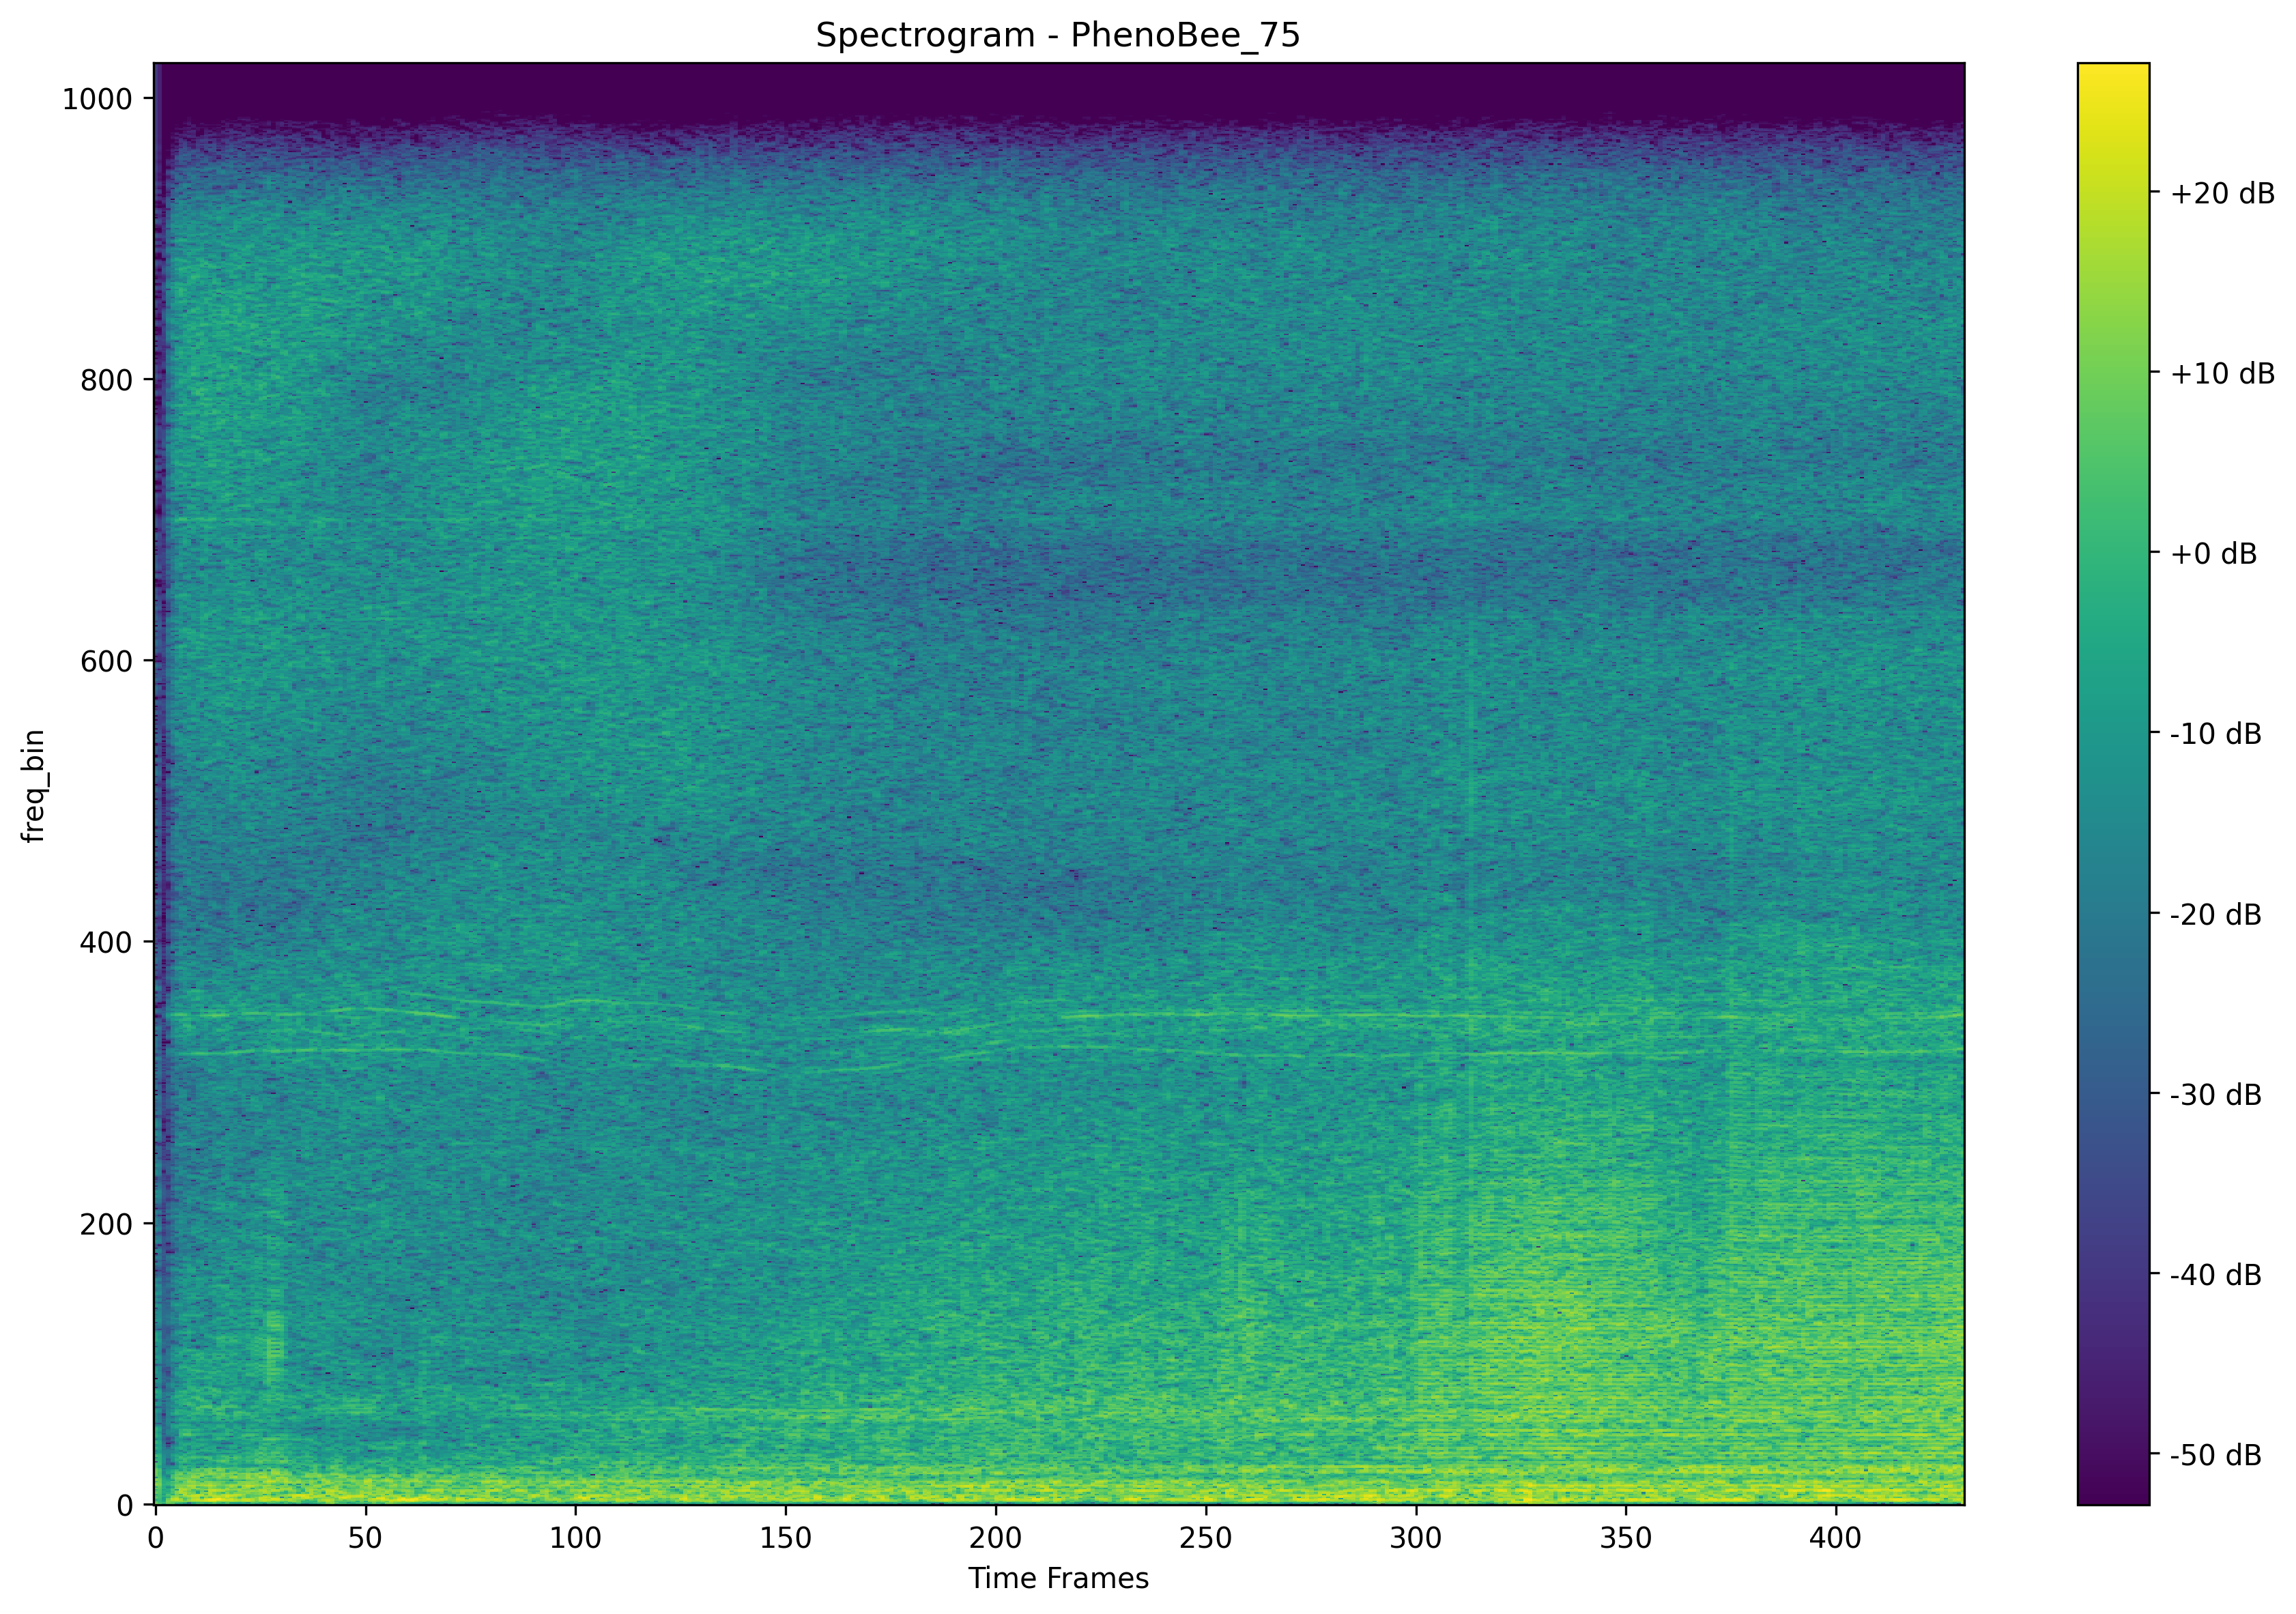 Spectrogram - PhenoBee_75
1000
800
600
400
200
0
freq_bin
0 50 100 150 200 250 300 350 400
Time Frames
+20 dB
+10 dB
+0 dB
-10 dB
-20 dB
-30 dB
-40 dB
-50 dB